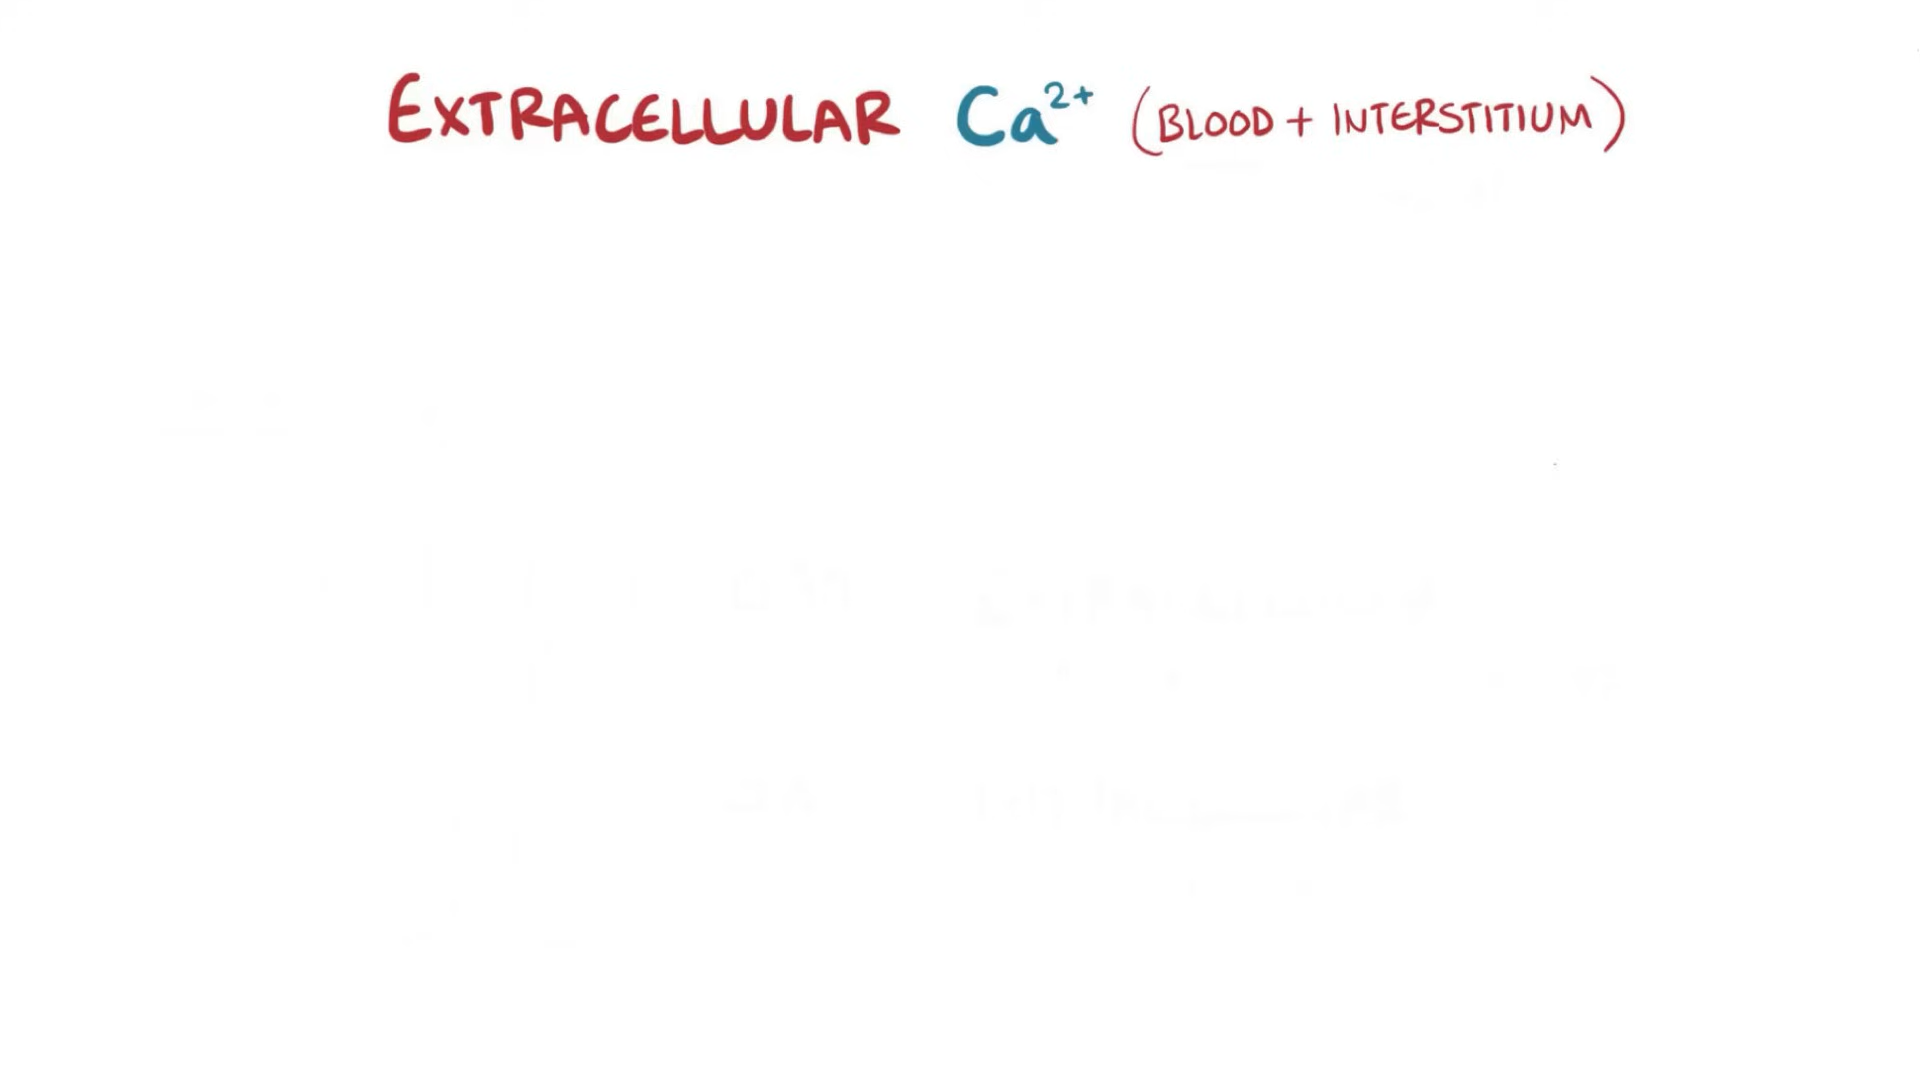 EXTRACELLULAR Ca²⁺ (BLOOD + INTERSTITIUM)